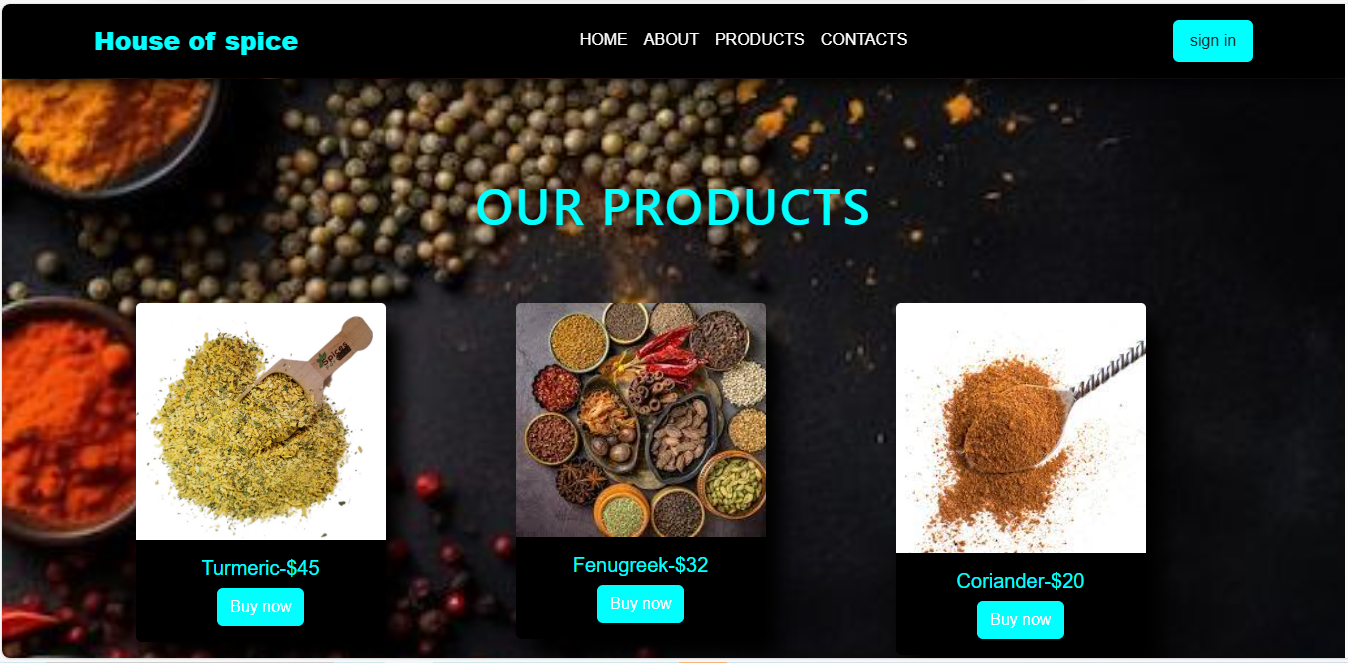 House of spice
HOME ABOUT PRODUCTS CONTACTS
sign in
OUR PRODUCTS
Turmeric-$45
Buy now
Fenugreek-$32
Buy now
Coriander-$20
Buy now